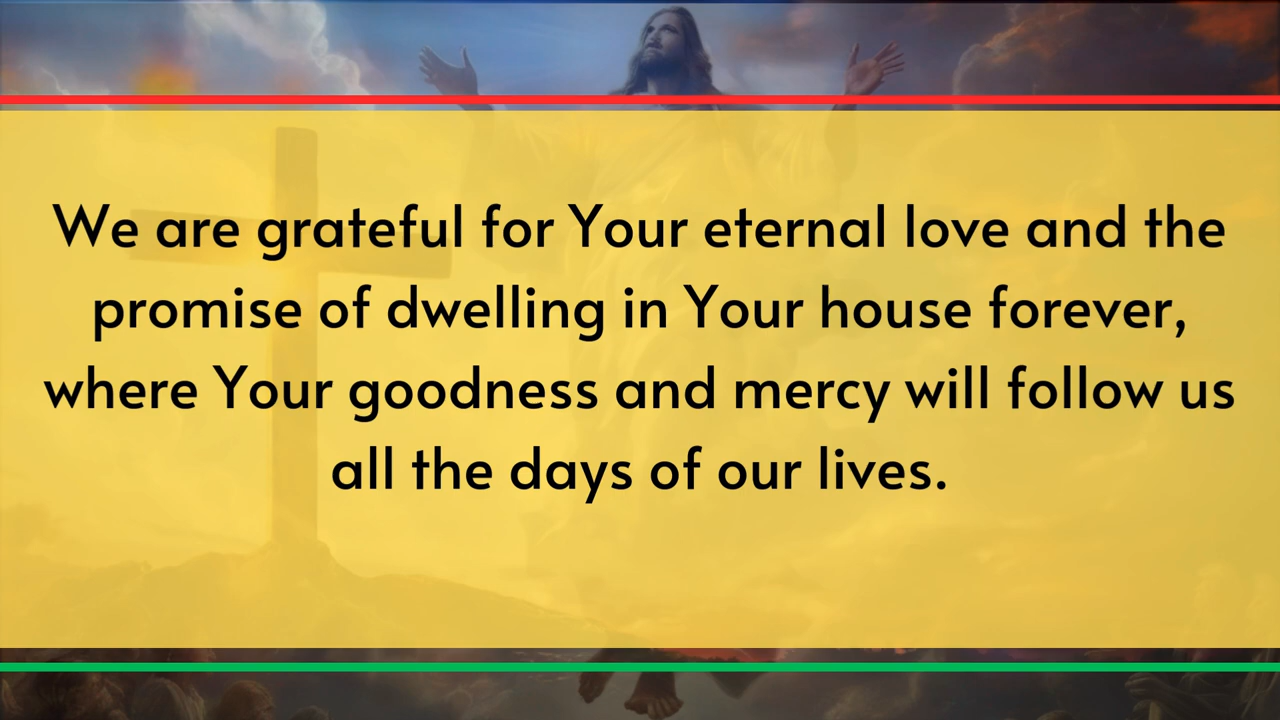 We are grateful for Your eternal love and the
promise of dwelling in Your house forever,
where Your goodness and mercy will follow us
all the days of our lives.